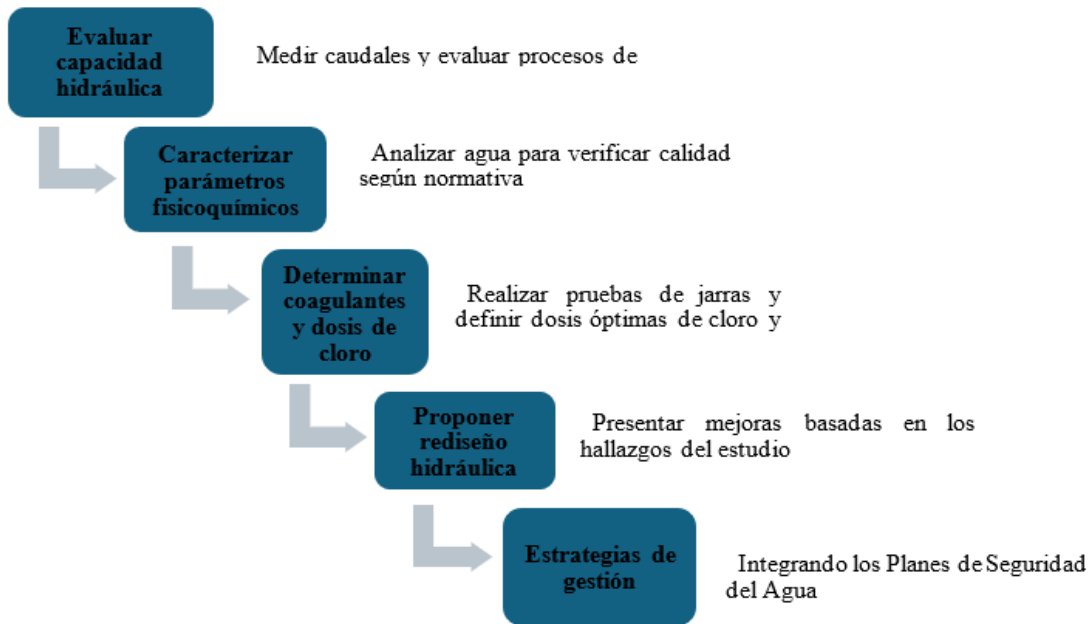 Evaluar
capacidad
hidráulica
Medir caudales y evaluar procesos de
Caracterizar
parámetros
fisicoquímicos
Analizar agua para verificar calidad
según normativa
Determinar
coagulantes
y dosis de
cloro
Realizar pruebas de jarras y
definir dosis óptimas de cloro y
Proponer
rediseño
hidráulica
Presentar mejoras basadas en los
hallazgos del estudio
Estrategias de
gestión
Integrando los Planes de Seguridad
del Agua